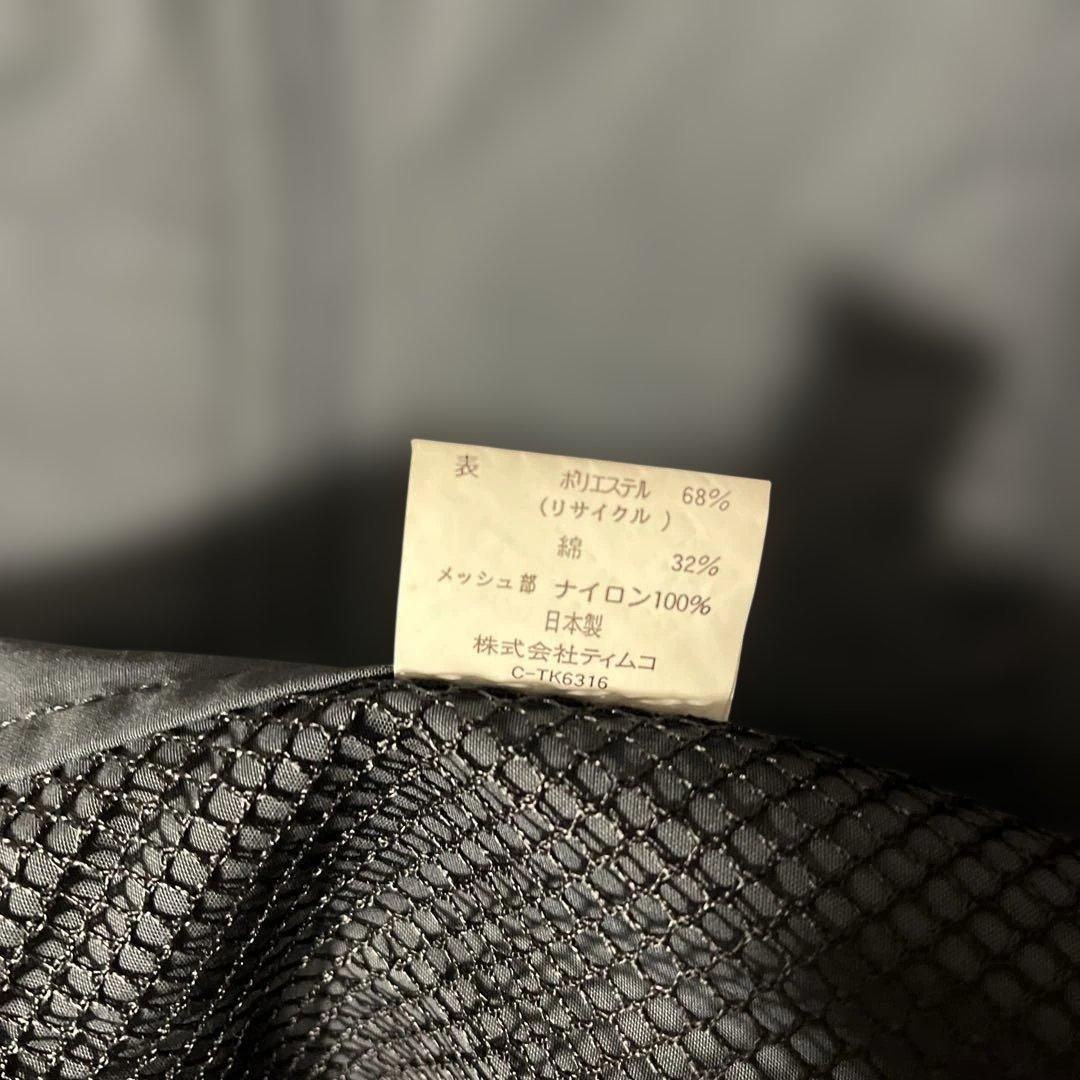 表 ポリエステル 68%
(リサイクル )
綿 32%
メッシュ部 ナイロン100%
日本製
株式会社ティムコ
C-TK6316